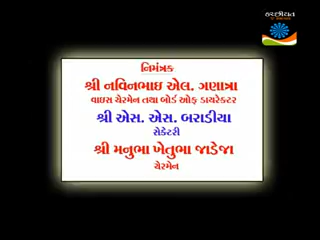 નિમંત્રક
શ્રી નવિનભાઇ એલ. ગણાત્રા
વાઇસ ચેરમેન તથા બોર્ડ ઓફ ડાયરેક્ટર
શ્રી એસ. એસ. બરાડીયા
સેક્રેટરી
શ્રી મનુભા ખેતુભા જાડેજા
ચેરમેન